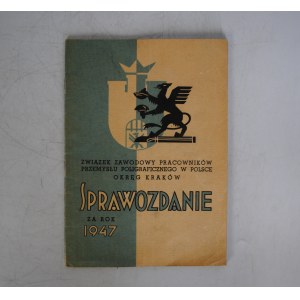 ZWIĄZEK ZAWODOWY PRACOWNIKÓW
PRZEMYSŁU POLIGRAFICZNEGO W POLSCE
OKRĘG KRAKÓW
SPRAWOZDANIE
ZA ROK
1947